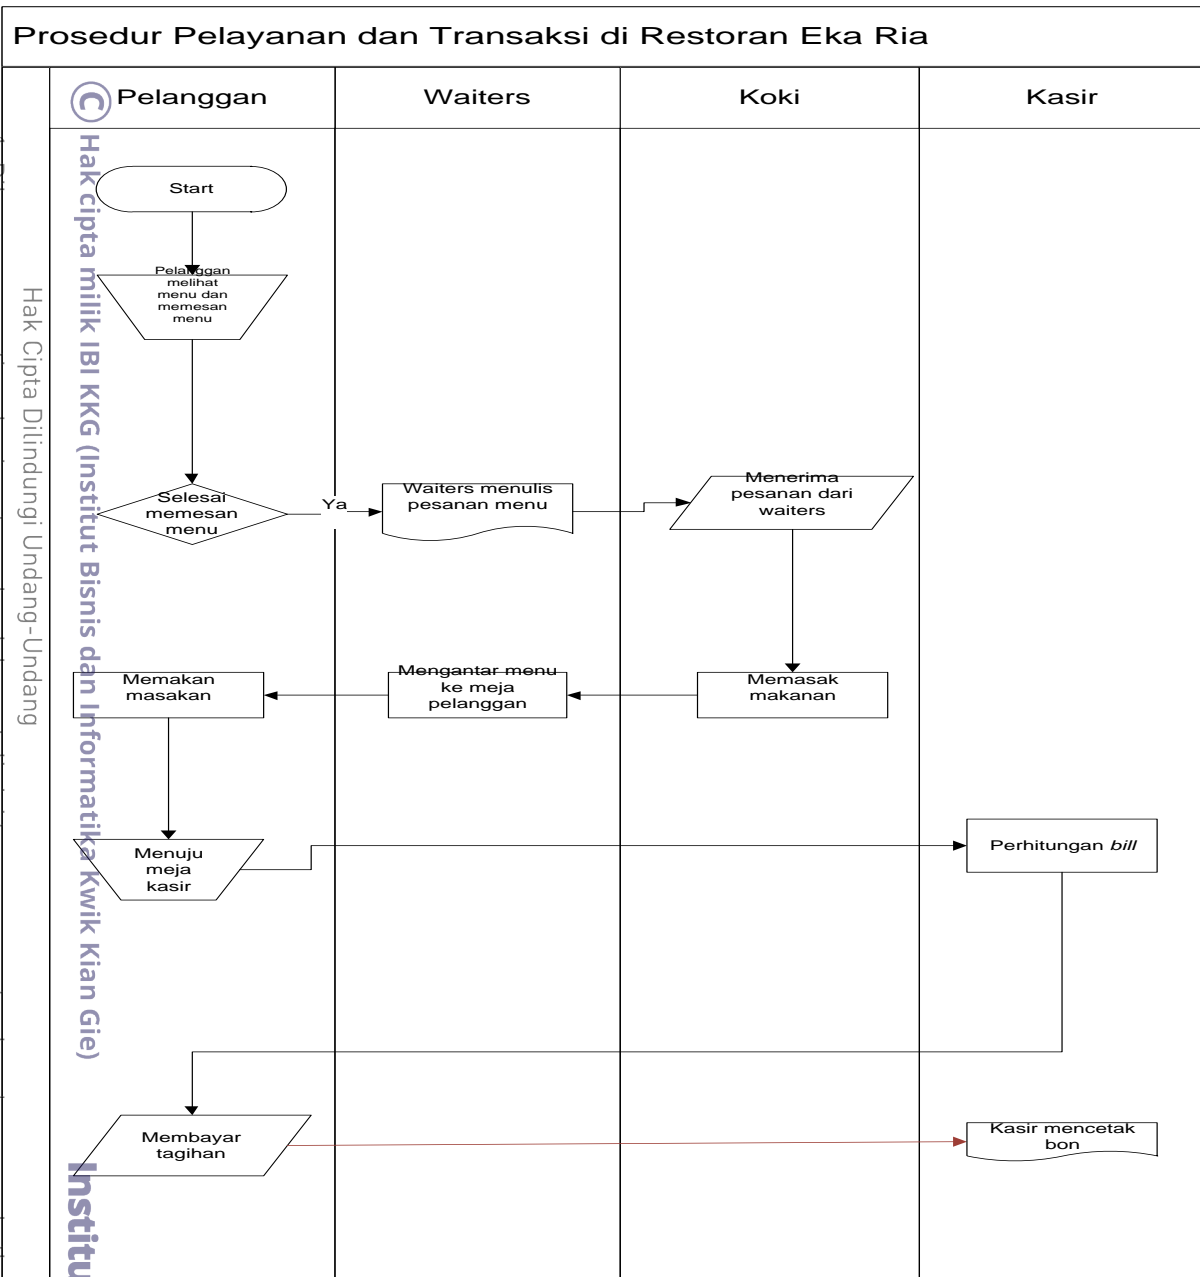 Prosedur Pelayanan dan Transaksi di Restoran Eka Ria
Pelanggan
Waiters
Koki
Kasir
Start
Pelanggan
melihat
menu dan
memesan
menu
Selesai
memesan
menu
Ya
Waiters menulis
pesanan menu
Menerima
pesanan dari
waiters
Memakan
masakan
Mengantar menu
ke meja
pelanggan
Memasak
makanan
Menuju
meja
kasir
Perhitungan bill
Membayar
tagihan
Kasir mencetak
bon
© Hak cipta milik IBI KKG (Institut Bisnis dan Informatika Kwik Kian Gie)
Hak Cipta Dilindungi Undang-Undang
Institu